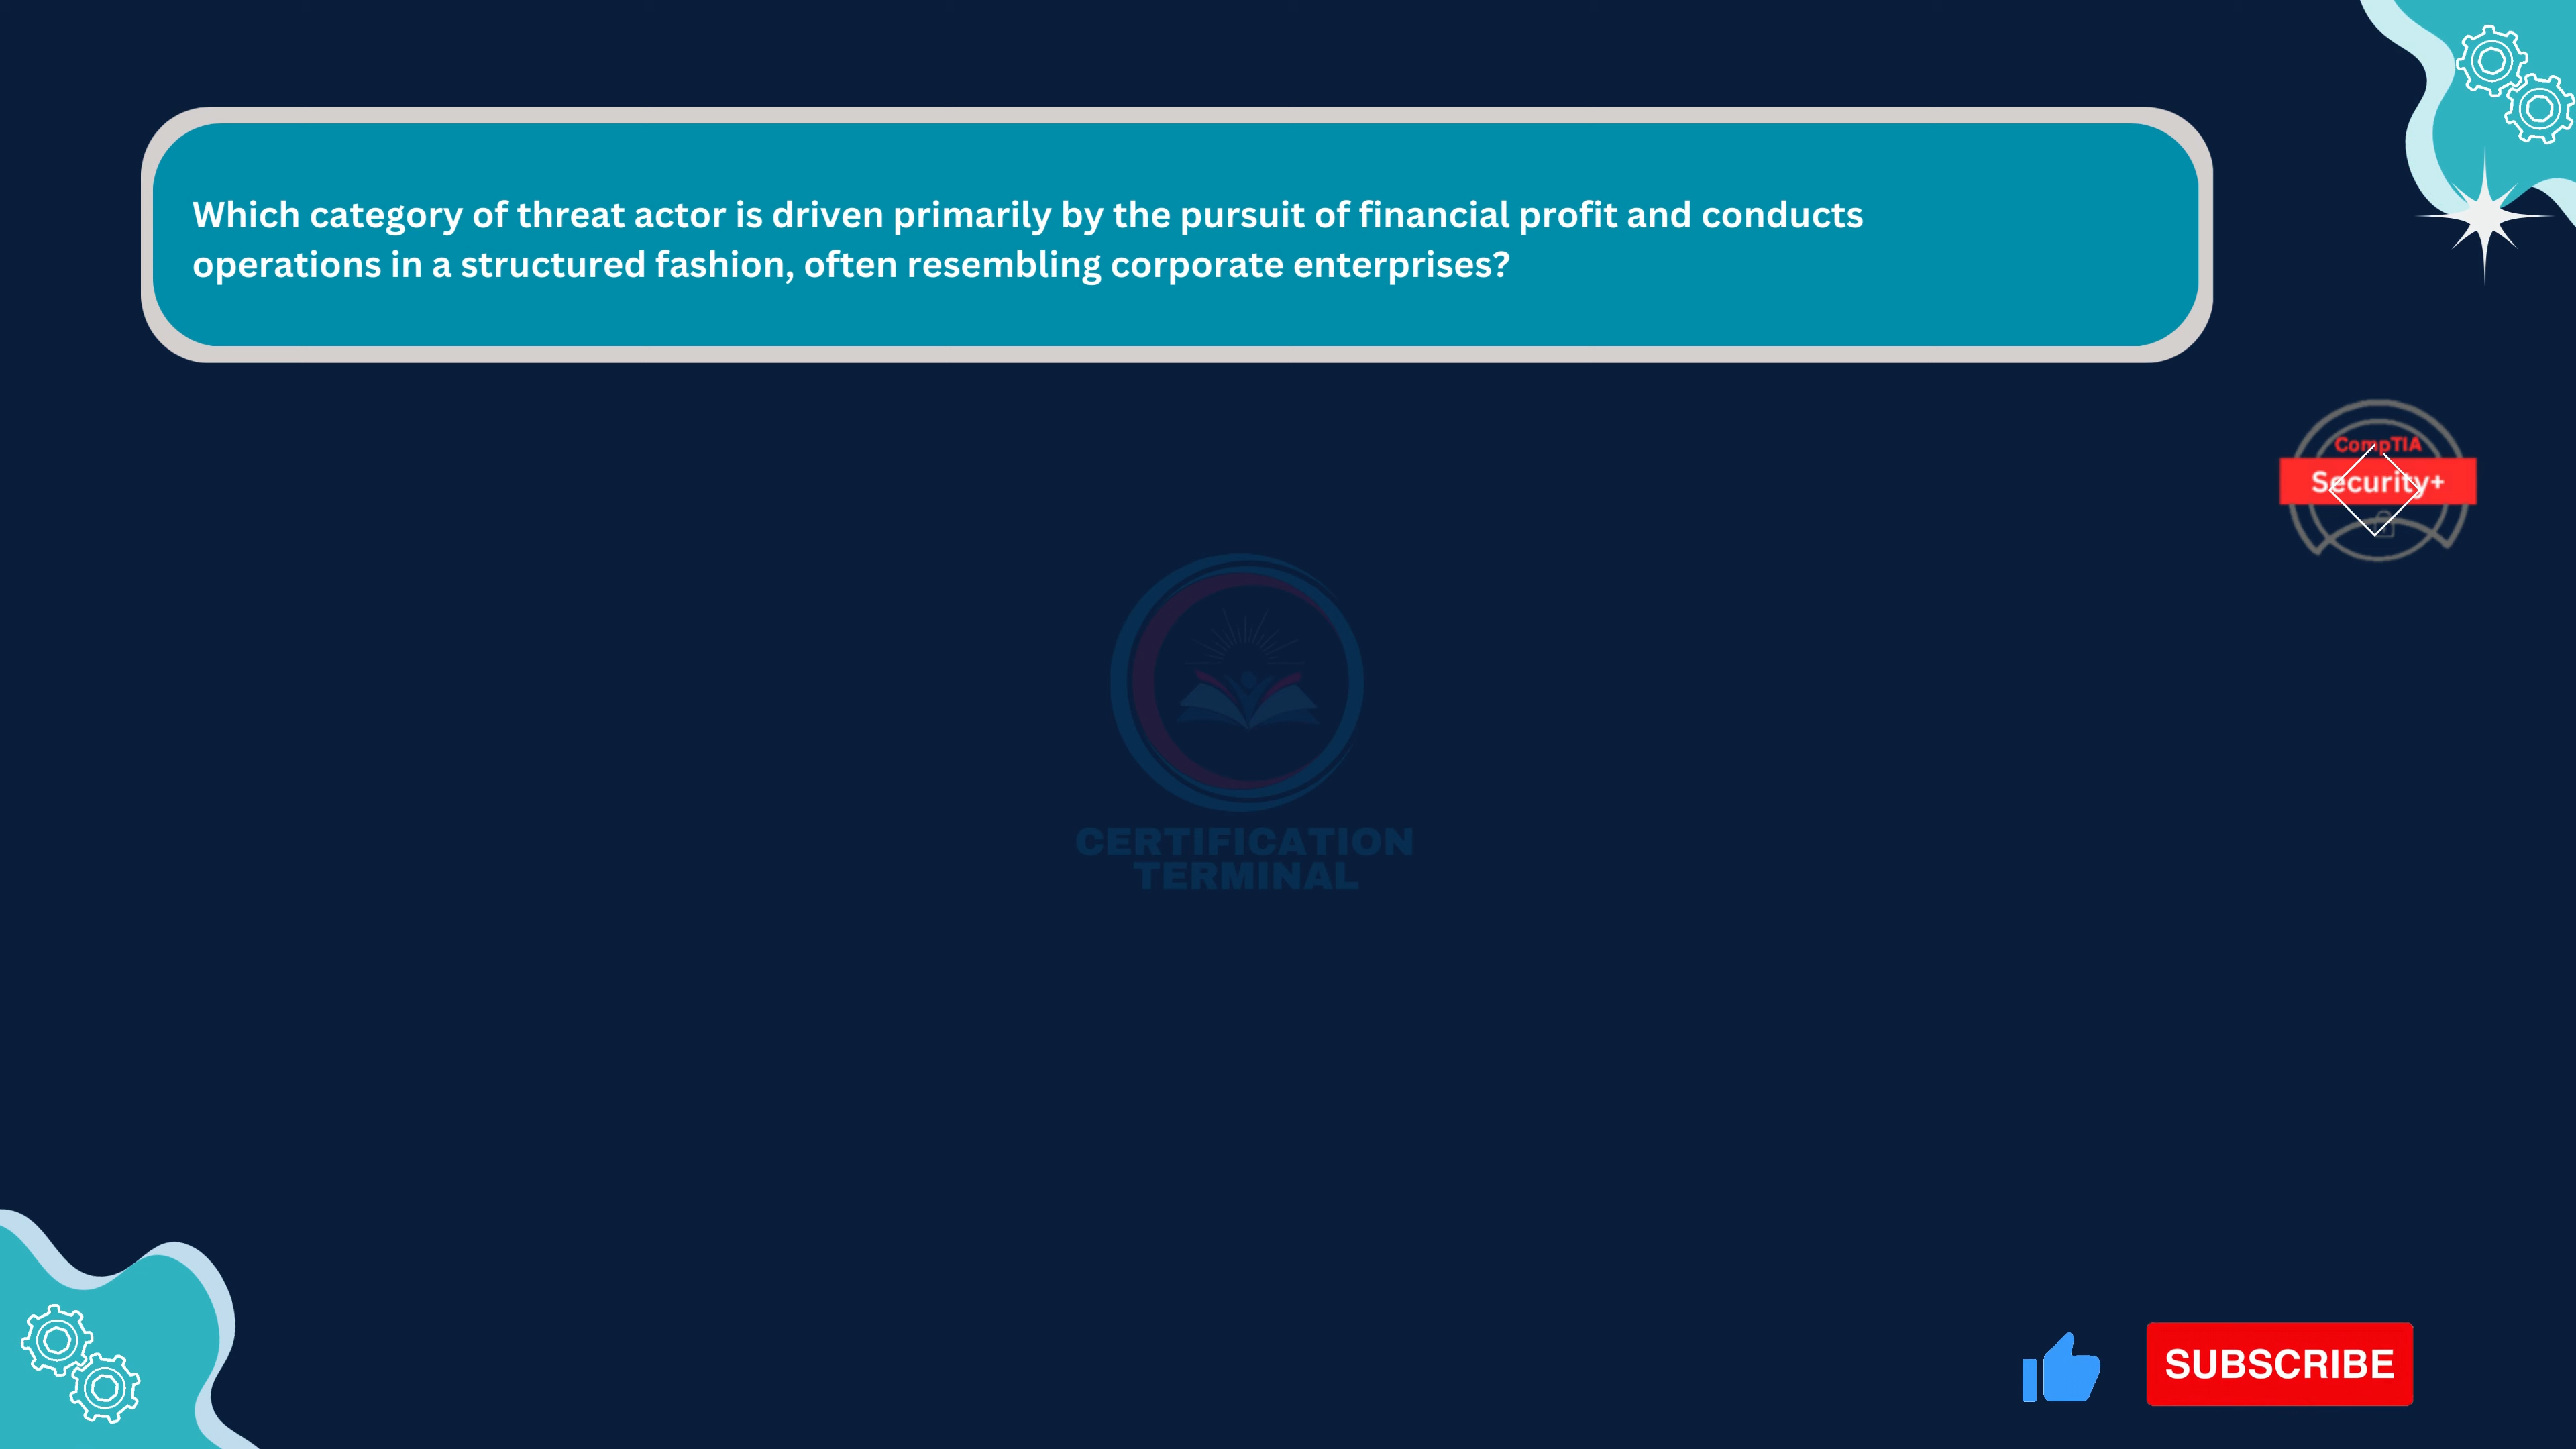 Which category of threat actor is driven primarily by the pursuit of financial profit and conducts
operations in a structured fashion, often resembling corporate enterprises?
CompTIA
Security+
CERTIFICATION
TERMINAL
SUBSCRIBE